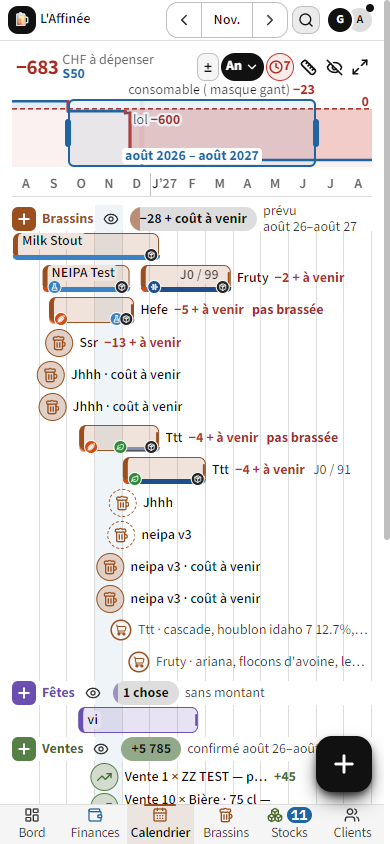 L'Affinée
Nov.
G A
−683 CHF à dépenser
S50
± An 7
consomable ( masque gant) −23
0
lol −600
août 2026 – août 2027
A S O N D J'27 F M A M J J A
Brassins −28 + coût à venir prévu
août 26–août 27
Milk Stout
NEIPA Test J0 / 99 Fruty −2 + à venir
Hefe −5 + à venir pas brassée
Ssr −13 + à venir
Jhhh · coût à venir
Jhhh · coût à venir
Ttt −4 + à venir pas brassée
Ttt −4 + à venir J0 / 91
Jhhh
neipa v3
neipa v3 · coût à venir
neipa v3 · coût à venir
Ttt · cascade, houblon idaho 7 12.7%,…
Fruty · ariana, flocons d'avoine, le…
Fêtes 1 chose sans montant
vi
Ventes +5 785 confirmé août 26–août
Vente 1 × ZZ TEST — p… +45
Vente 10 × Bière · 75 cl —
Bord Finances Calendrier Brassins Stocks 11 Clients